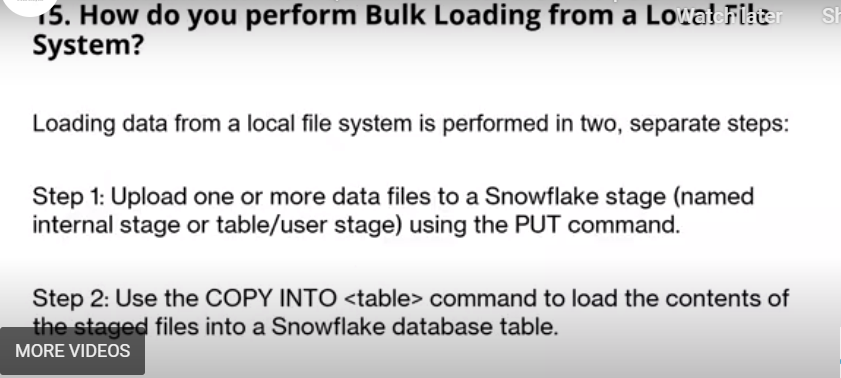 15. How do you perform Bulk Loading from a Local File
Watch later
Sh
System?
Loading data from a local file system is performed in two, separate steps:
Step 1: Upload one or more data files to a Snowflake stage (named
internal stage or table/user stage) using the PUT command.
Step 2: Use the COPY INTO <table> command to load the contents of
the staged files into a Snowflake database table.
MORE VIDEOS